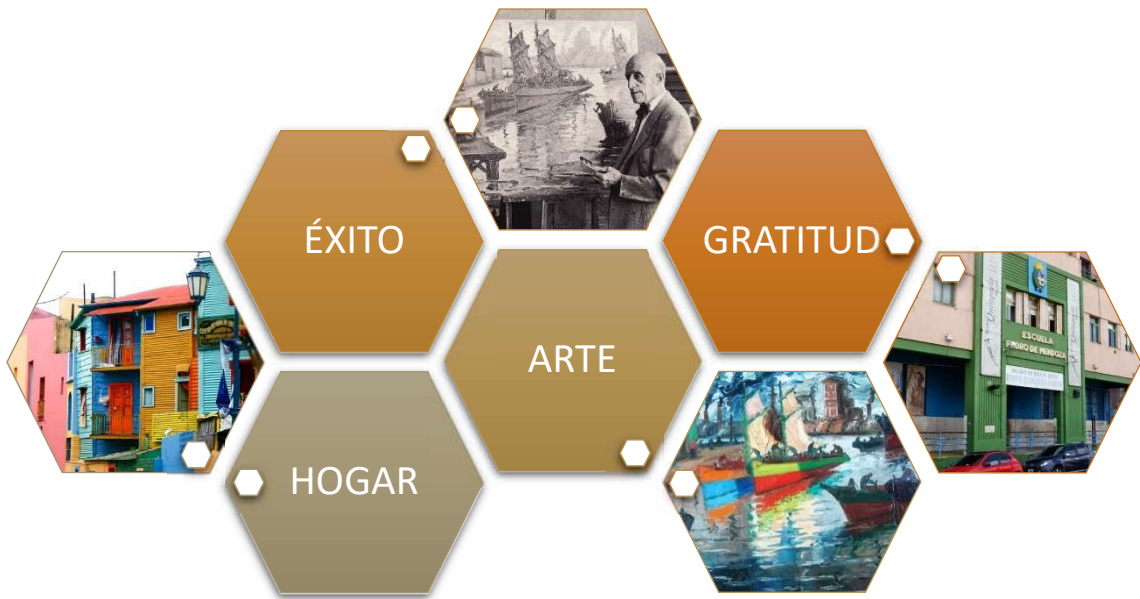 ÉXITO
GRATITUD
ARTE
HOGAR
ESCUELA
PEDRO DE MENDOZA